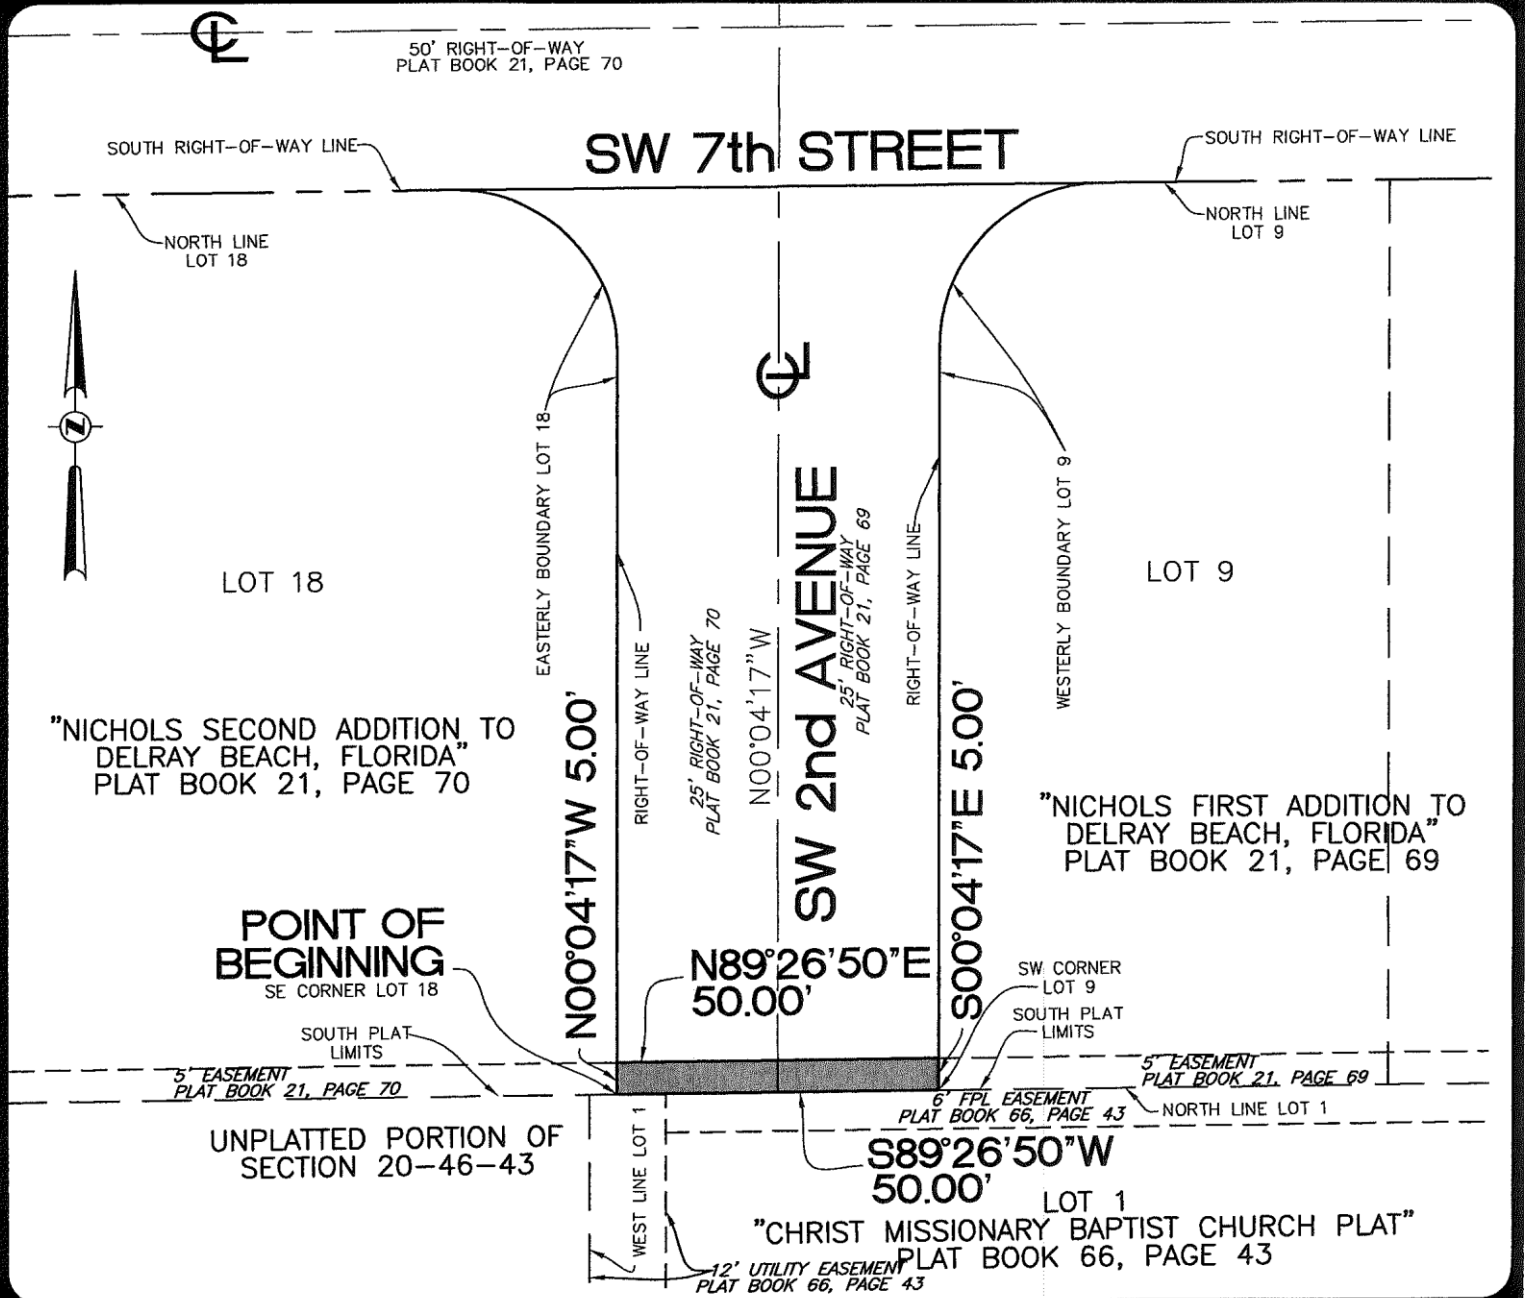 CL
50' RIGHT-OF-WAY
PLAT BOOK 21, PAGE 70
SW 7th STREET
SOUTH RIGHT-OF-WAY LINE
SOUTH RIGHT-OF-WAY LINE
NORTH LINE
LOT 18
NORTH LINE
LOT 9
N
CL
EASTERLY BOUNDARY LOT 18
WESTERLY BOUNDARY LOT 9
LOT 18
LOT 9
RIGHT-OF-WAY LINE
25' RIGHT-OF-WAY
PLAT BOOK 21, PAGE 70
N00°04'17"W
SW 2nd AVENUE
25' RIGHT-OF-WAY
PLAT BOOK 21, PAGE 69
RIGHT-OF-WAY LINE
"NICHOLS SECOND ADDITION TO
DELRAY BEACH, FLORIDA"
PLAT BOOK 21, PAGE 70
N00°04'17"W 5.00'
S00°04'17"E 5.00'
"NICHOLS FIRST ADDITION TO
DELRAY BEACH, FLORIDA"
PLAT BOOK 21, PAGE 69
POINT OF
BEGINNING
SE CORNER LOT 18
N89°26'50"E
50.00'
SW CORNER
LOT 9
SOUTH PLAT
LIMITS
SOUTH PLAT
LIMITS
5' EASEMENT
PLAT BOOK 21, PAGE 70
5' EASEMENT
PLAT BOOK 21, PAGE 69
6' FPL EASEMENT
PLAT BOOK 66, PAGE 43
NORTH LINE LOT 1
UNPLATTED PORTION OF
SECTION 20-46-43
WEST LINE LOT 1
S89°26'50"W
50.00'
LOT 1
"CHRIST MISSIONARY BAPTIST CHURCH PLAT"
PLAT BOOK 66, PAGE 43
12' UTILITY EASEMENT
PLAT BOOK 66, PAGE 43